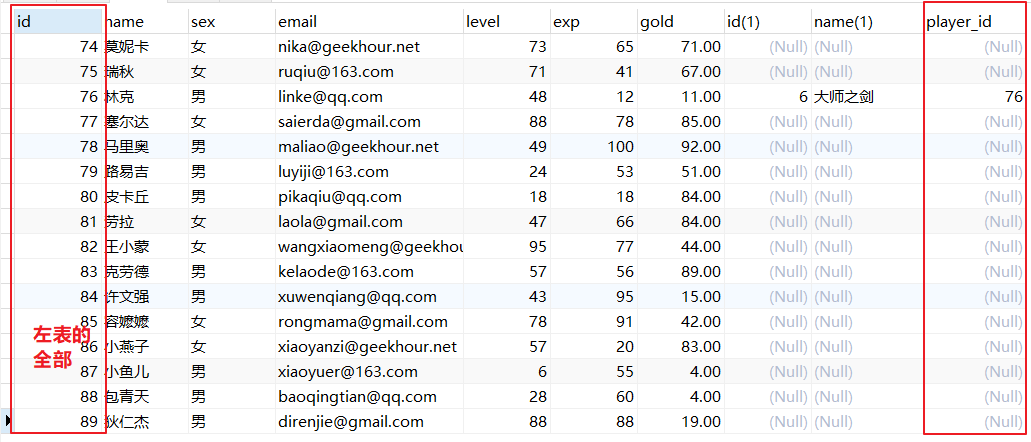 id name sex email level exp gold id(1) name(1) player_id
74 莫妮卡 女 nika@geekhour.net 73 65 71.00 (Null) (Null) (Null)
75 瑞秋 女 ruqiu@163.com 71 41 67.00 (Null) (Null) (Null)
76 林克 男 linke@qq.com 48 12 11.00 6 大师之剑 76
77 塞尔达 女 saierda@gmail.com 88 78 85.00 (Null) (Null) (Null)
78 马里奥 男 maliao@geekhour.net 49 100 92.00 (Null) (Null) (Null)
79 路易吉 男 luyiji@163.com 24 53 51.00 (Null) (Null) (Null)
80 皮卡丘 男 pikaqiu@qq.com 18 18 84.00 (Null) (Null) (Null)
81 劳拉 女 laola@gmail.com 47 66 84.00 (Null) (Null) (Null)
82 王小蒙 女 wangxiaomeng@geekhou 95 77 44.00 (Null) (Null) (Null)
83 克劳德 男 kelaode@163.com 57 56 89.00 (Null) (Null) (Null)
84 许文强 男 xuwenqiang@qq.com 43 95 15.00 (Null) (Null) (Null)
85 容嬷嬷 女 rongmama@gmail.com 78 91 42.00 (Null) (Null) (Null)
左表的
86 小燕子 女 xiaoyanzi@geekhour.net 57 20 83.00 (Null) (Null) (Null)
全部
87 小鱼儿 男 xiaoyuer@163.com 6 55 4.00 (Null) (Null) (Null)
88 包青天 男 baoqingtian@qq.com 28 60 4.00 (Null) (Null) (Null)
89 狄仁杰 男 direnjie@gmail.com 88 88 19.00 (Null) (Null) (Null)